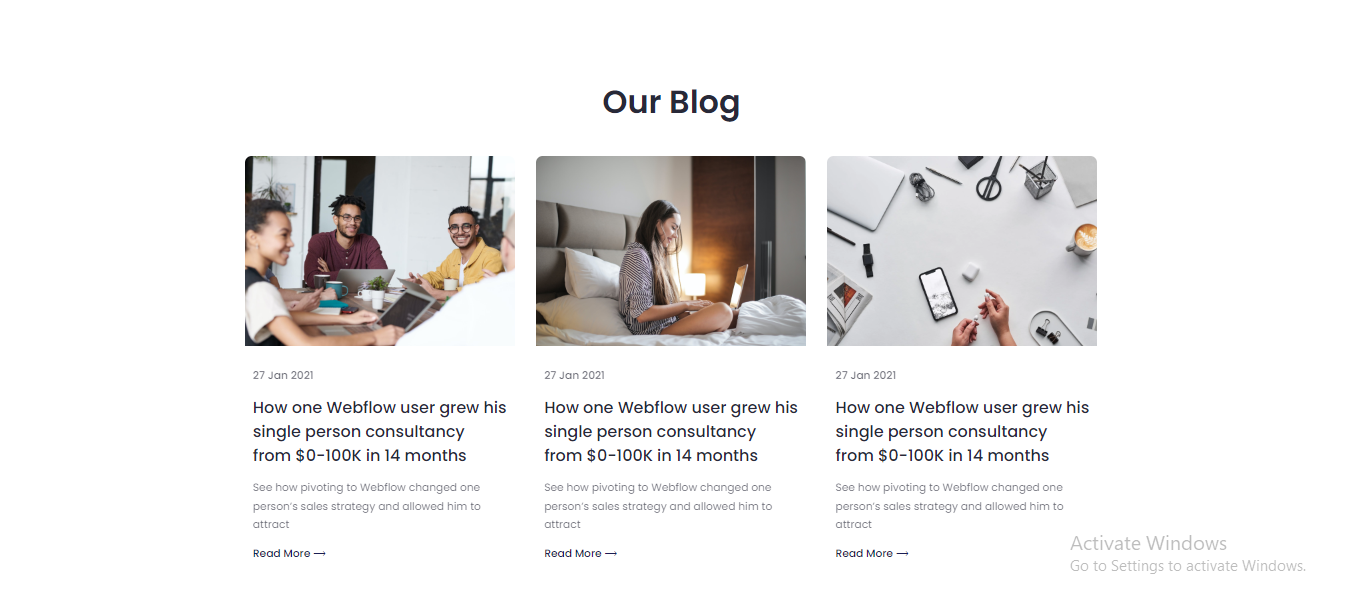 Our Blog
27 Jan 2021
How one Webflow user grew his
single person consultancy
from $0-100K in 14 months
See how pivoting to Webflow changed one
person's sales strategy and allowed him to
attract
Read More ⟶
27 Jan 2021
How one Webflow user grew his
single person consultancy
from $0-100K in 14 months
See how pivoting to Webflow changed one
person's sales strategy and allowed him to
attract
Read More ⟶
27 Jan 2021
How one Webflow user grew his
single person consultancy
from $0-100K in 14 months
See how pivoting to Webflow changed one
person's sales strategy and allowed him to
attract
Read More ⟶
Activate Windows
Go to Settings to activate Windows.